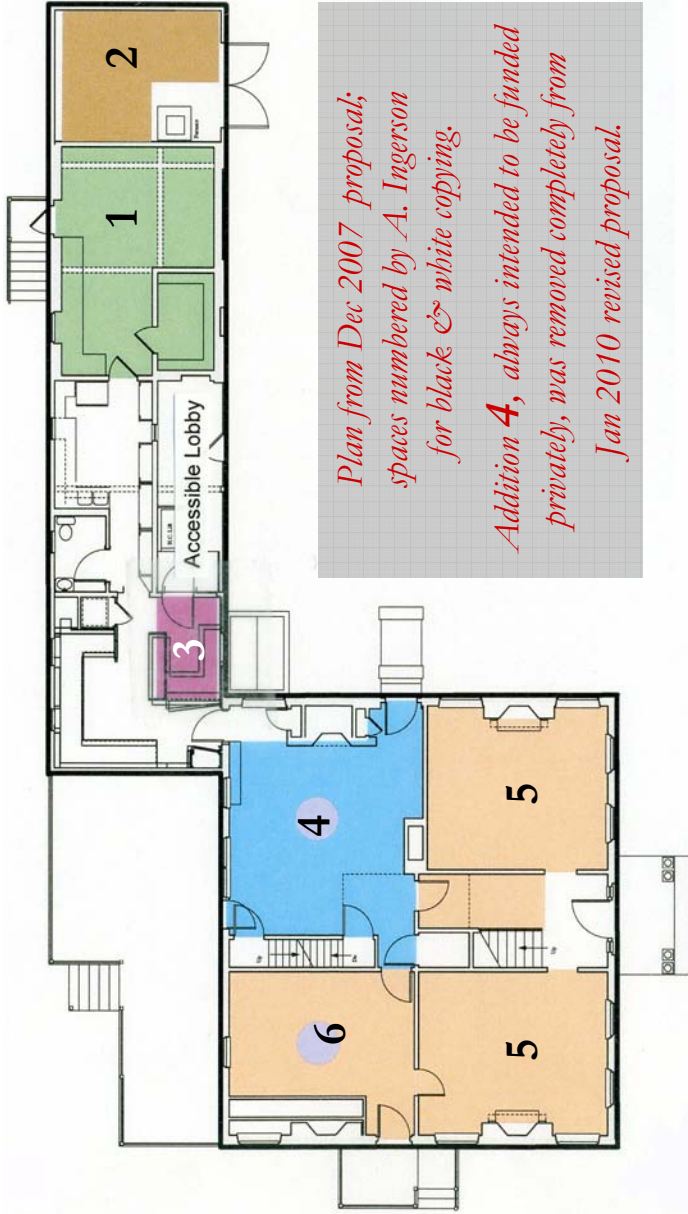 2
1
3
Accessible Lobby
6
4
5
5
Plan from Dec 2007 proposal;
spaces numbered by A. Ingerson
for black & white copying.
Addition 4, always intended to be funded
privately, was removed completely from
Jan 2010 revised proposal.